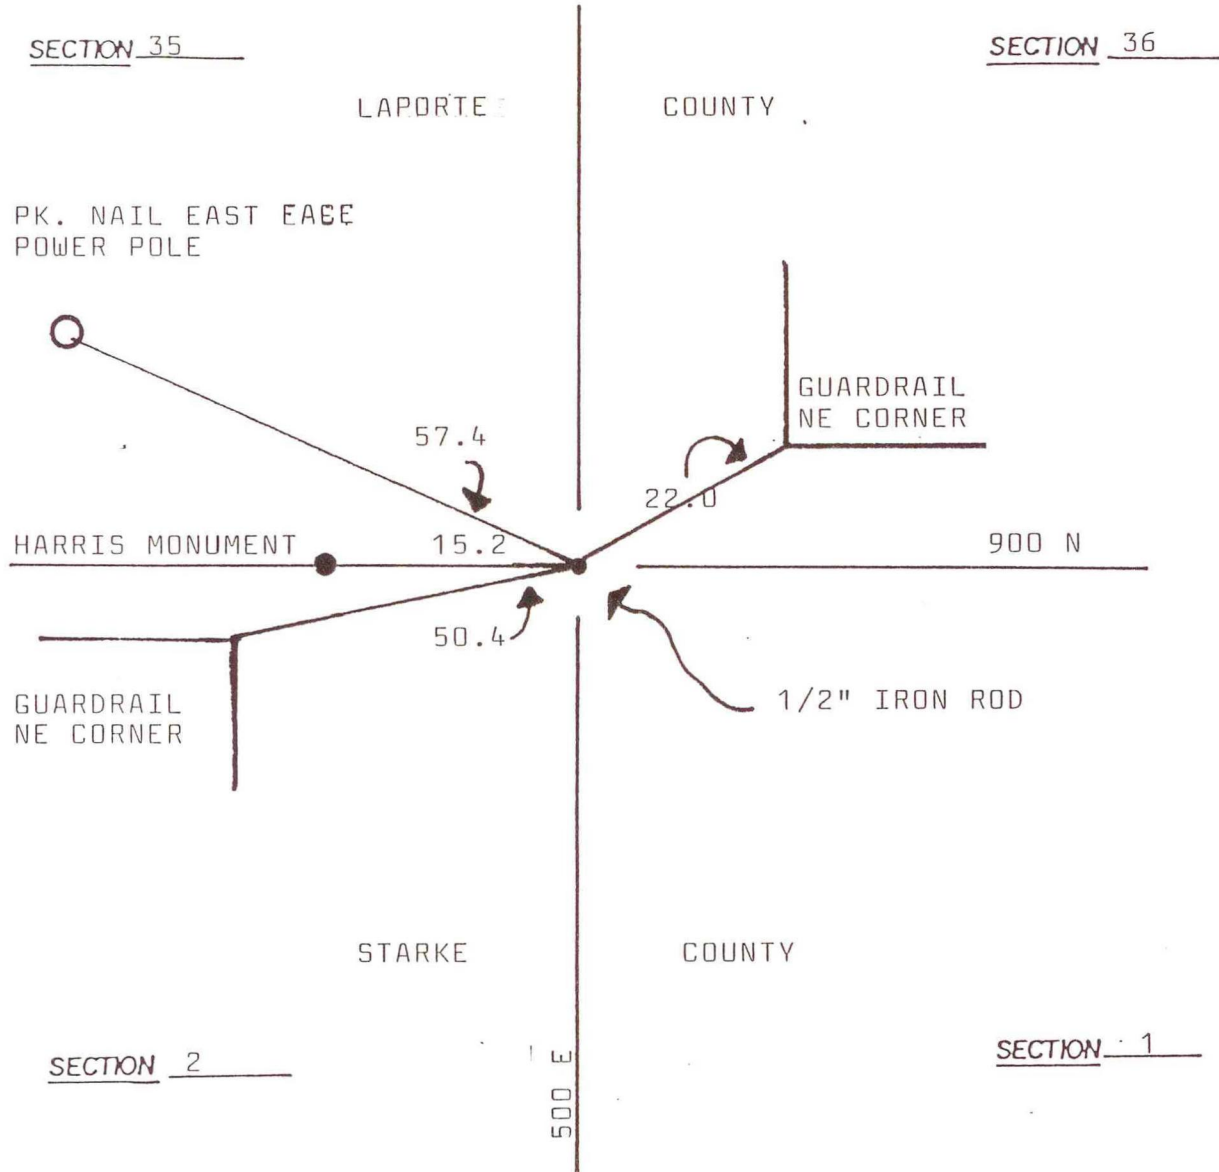 SECTION 35
SECTION 36
LAPORTE COUNTY
PK. NAIL EAST FACE
POWER POLE
GUARDRAIL
NE CORNER
57.4
22.0
HARRIS MONUMENT
15.2
900 N
50.4
GUARDRAIL
NE CORNER
1/2" IRON ROD
STARKE COUNTY
SECTION 2
SECTION 1
500 E